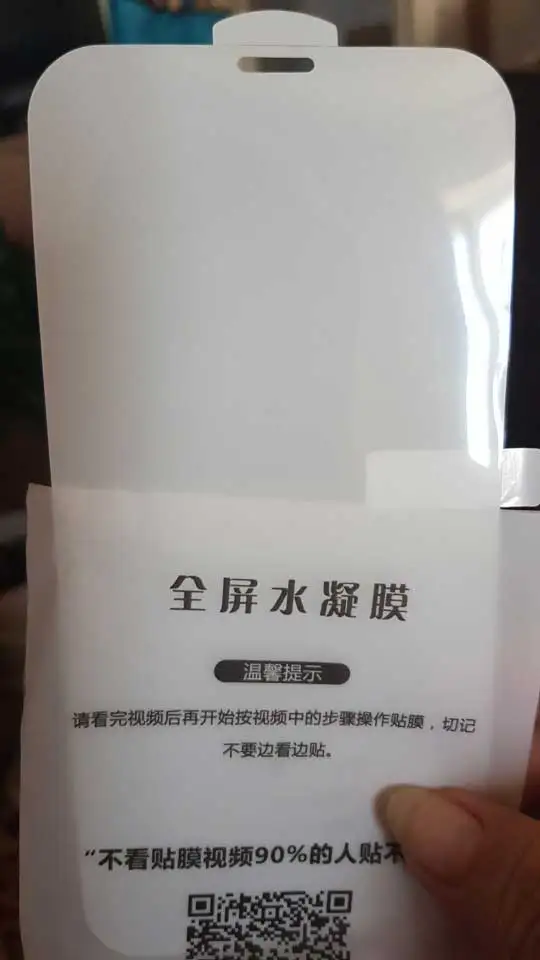 全屏水凝膜
温馨提示
请看完视频后再开始按视频中的步骤操作贴膜，切记
不要边看边贴。
“不看贴膜视频90%的人贴不